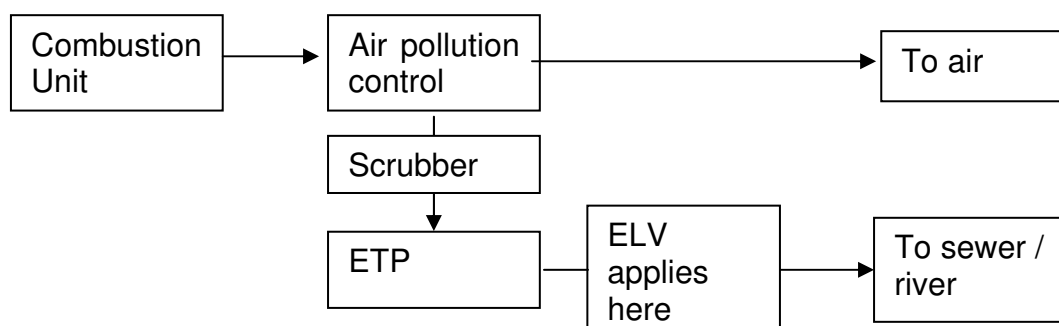 Combustion
Unit
Air pollution
control
To air
Scrubber
ETP
ELV
applies
here
To sewer /
river